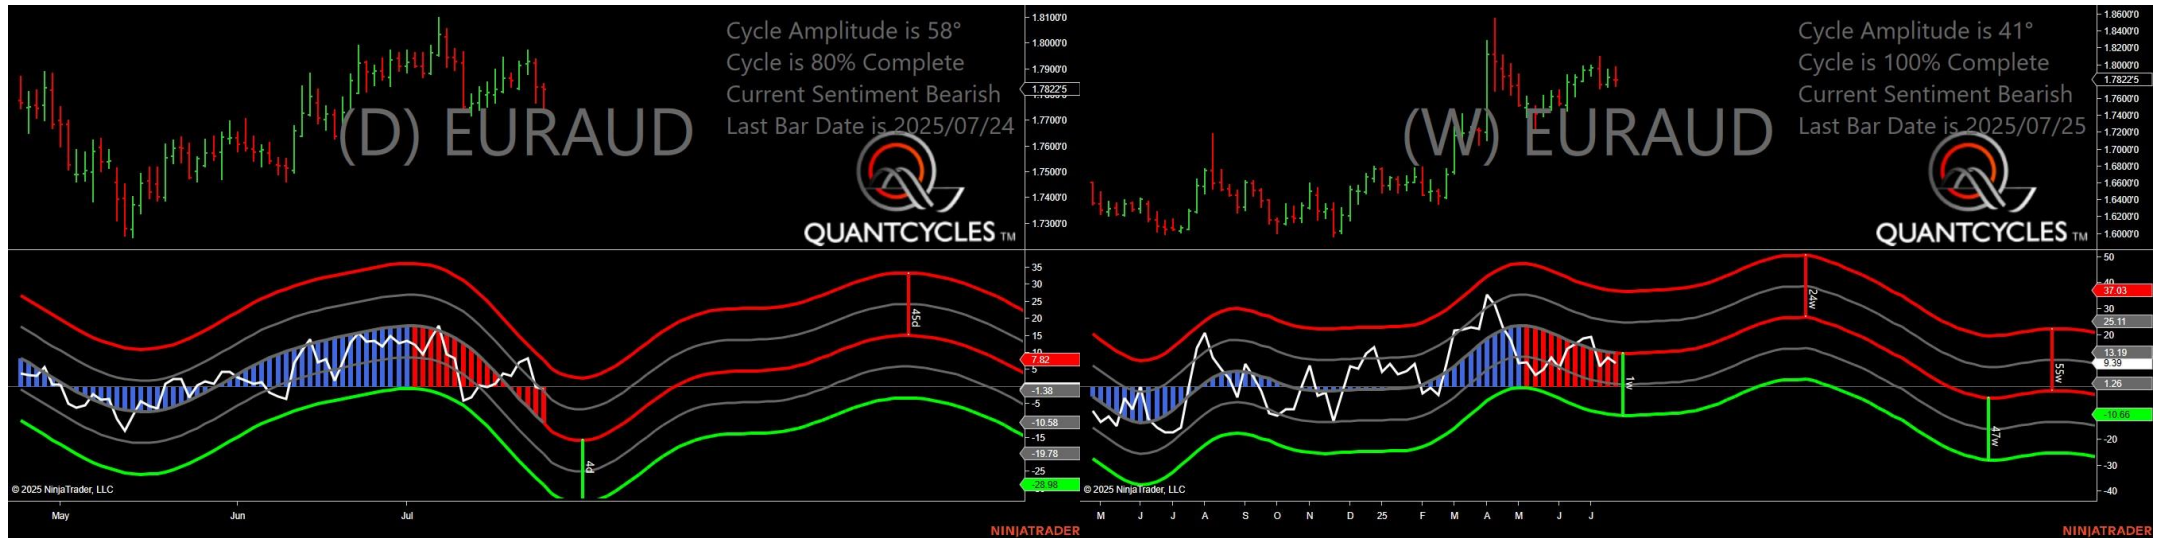 Cycle Amplitude is 58°
Cycle is 80% Complete
Current Sentiment Bearish
Last Bar Date is 2025/07/24
(D) EURAUD
QUANTCYCLES TM
1.8100'0
1.8000'0
1.7900'0
1.7822'5
1.7700'0
1.7600'0
1.7500'0
1.7400'0
1.7300'0
35
30
25
20
15
10
7.82
5
-1.38
-5
-10.58
-15
-19.78
-25
-28.98
45d
4d
© 2025 NinjaTrader, LLC
May Jun Jul
NINJATRADER
Cycle Amplitude is 41°
Cycle is 100% Complete
Current Sentiment Bearish
Last Bar Date is 2025/07/25
(W) EURAUD
QUANTCYCLES TM
1.8600'0
1.8400'0
1.8200'0
1.8000'0
1.7822'5
1.7600'0
1.7400'0
1.7200'0
1.7000'0
1.6800'0
1.6600'0
1.6400'0
1.6200'0
1.6000'0
50
40
37.03
30
25.11
20
13.19
9.39
1.26
-10.66
-20
-30
-40
24w
1w
47w
55w
© 2025 NinjaTrader, LLC
M J J A S O N D 25 F M A M J J
NINJATRADER